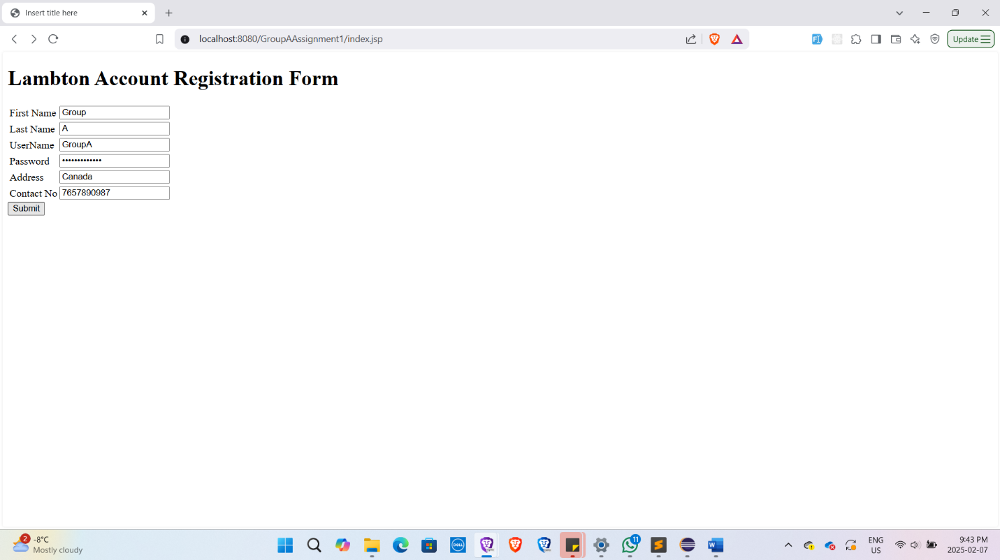 Insert title here
localhost:8080/GroupAAssignment1/index.jsp
Update
Lambton Account Registration Form
First Name Group
Last Name A
UserName GroupA
Password •••••••••••••
Address Canada
Contact No 7657890987
Submit
2
-8°C
Mostly cloudy
DELL
11
ENG
US
9:43 PM
2025-02-07